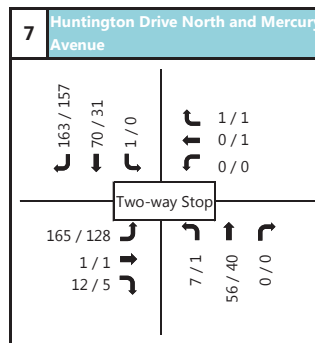 7
Huntington Drive North and Mercury
Avenue
163 / 157
70 / 31
1 / 0
1 / 1
0 / 1
0 / 0
Two-way Stop
165 / 128
1 / 1
12 / 5
7 / 1
56 / 40
0 / 0